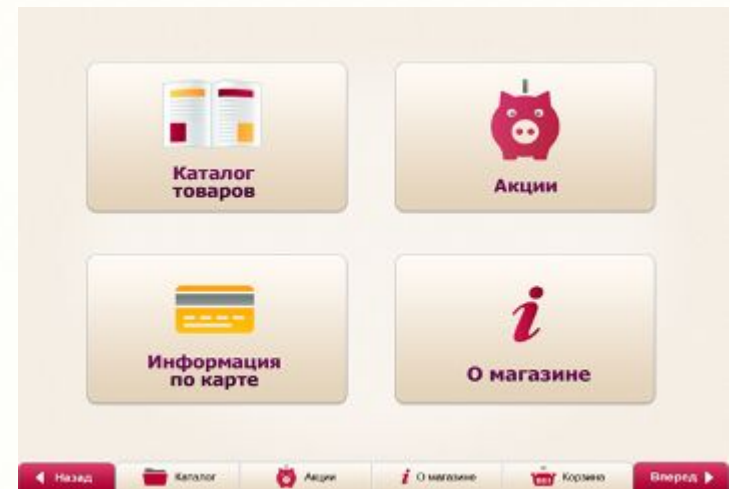 Каталог
товаров
Акции
Информация
по карте
i
О магазине
Назад
Каталог
Акции
i
О магазине
Корзина
Вперед